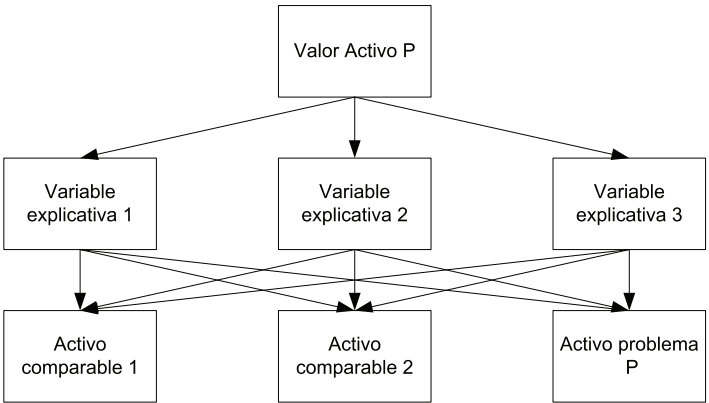 Valor Activo P
Variable
explicativa 1
Variable
explicativa 2
Variable
explicativa 3
Activo
comparable 1
Activo
comparable 2
Activo problema
P